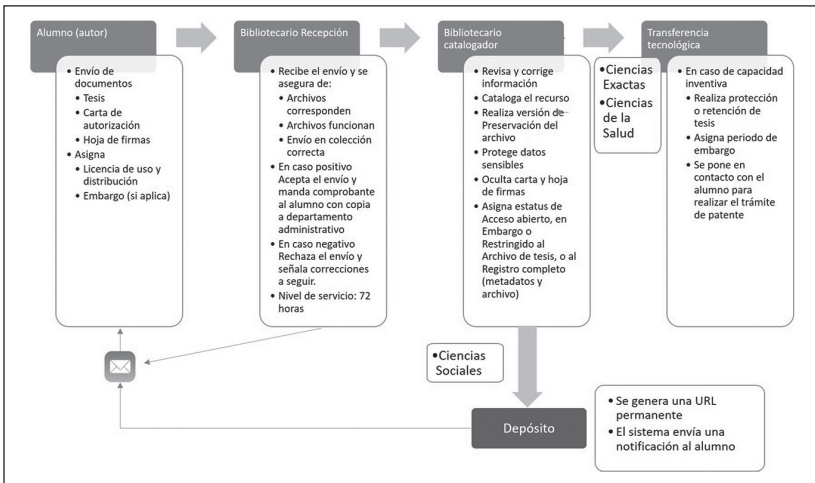 Alumno (autor)
• Envío de
documentos
• Tesis
• Carta de
autorización
• Hoja de firmas
• Asigna
• Licencia de uso y
distribución
• Embargo (si aplica)
Bibliotecario Recepción
• Recibe el envío y se
asegura de:
• Archivos
corresponden
• Archivos funcionan
• Envío en colección
correcta
• En caso positivo
Acepta el envío y
manda comprobante
al alumno con copia
a departamento
administrativo
• En caso negativo
Rechaza el envío y
señala correcciones
a seguir.
• Nivel de servicio: 72
horas
Bibliotecario
catalogador
• Revisa y corrige
información
• Cataloga el recurso
• Realiza versión de
Preservación del
archivo
• Protege datos
sensibles
• Oculta carta y hoja
de firmas
• Asigna estatus de
Acceso abierto, en
Embargo o
Restringido al
Archivo de tesis, o al
Registro completo
(metadatos y
archivo)
•Ciencias
Exactas
•Ciencias
de la
Salud
Transferencia
tecnológica
• En caso de capacidad
inventiva
• Realiza protección
o retención de
tesis
• Asigna periodo de
embargo
• Se pone en
contacto con el
alumno para
realizar el trámite
de patente
•Ciencias
Sociales
Depósito
• Se genera una URL
permanente
• El sistema envía una
notificación al alumno